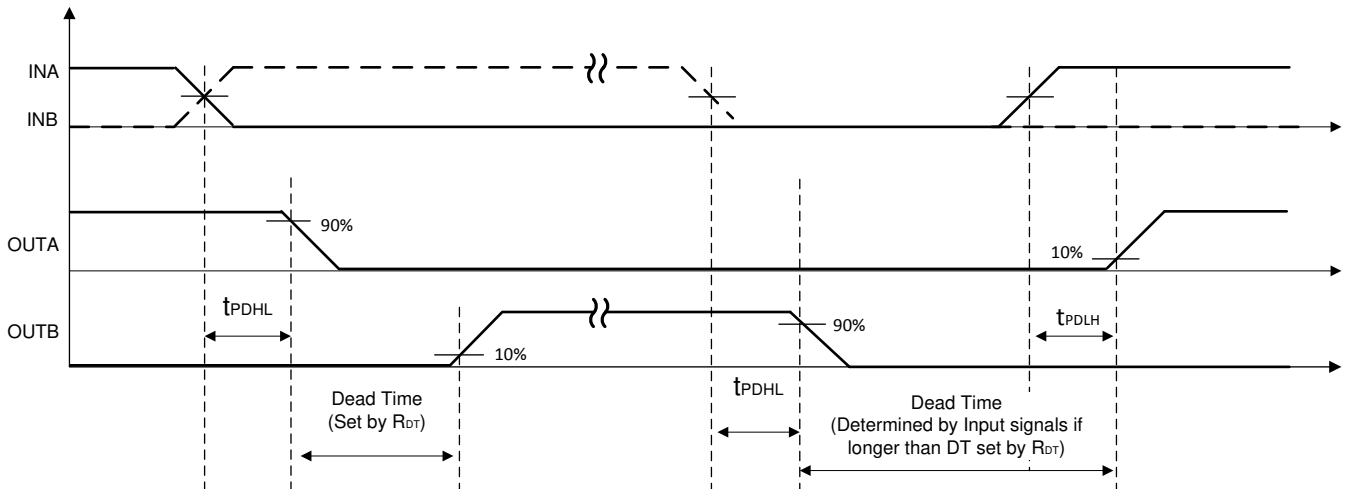 INA
INB
OUTA
90%
10%
OUTB
tPDHL
10%
90%
tPDLH
Dead Time
(Set by RDT)
tPDHL
Dead Time
(Determined by Input signals if
longer than DT set by RDT)